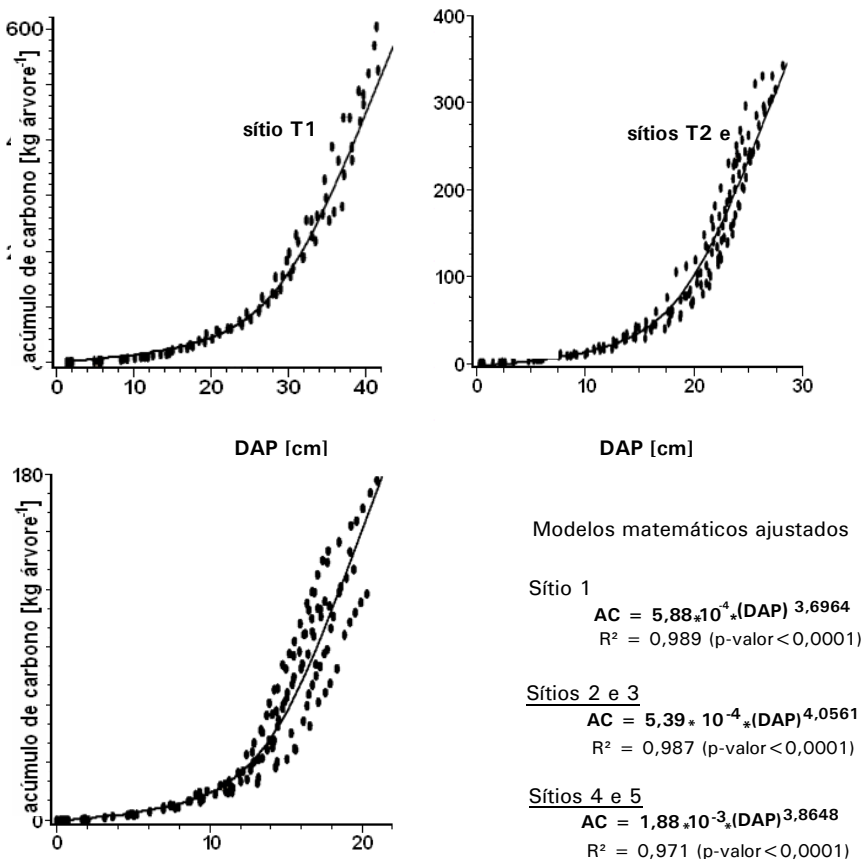 600
acúmulo de carbono [kg árvore⁻¹]
sítio T1
0 10 20 30 40
DAP [cm]
400
300
200
100
0
sítios T2 e
0 10 20 30
DAP [cm]
180
acúmulo de carbono [kg árvore⁻¹]
0
0 10 20
Modelos matemáticos ajustados
Sítio 1
AC = 5,88*10⁻⁴*(DAP) ³,⁶⁹⁶⁴
R² = 0,989 (p-valor<0,0001)
Sítios 2 e 3
AC = 5,39* 10⁻⁴*(DAP)⁴,⁰⁵⁶¹
R² = 0,987 (p-valor<0,0001)
Sítios 4 e 5
AC = 1,88*10⁻³*(DAP)³,⁸⁶⁴⁸
R² = 0,971 (p-valor<0,0001)